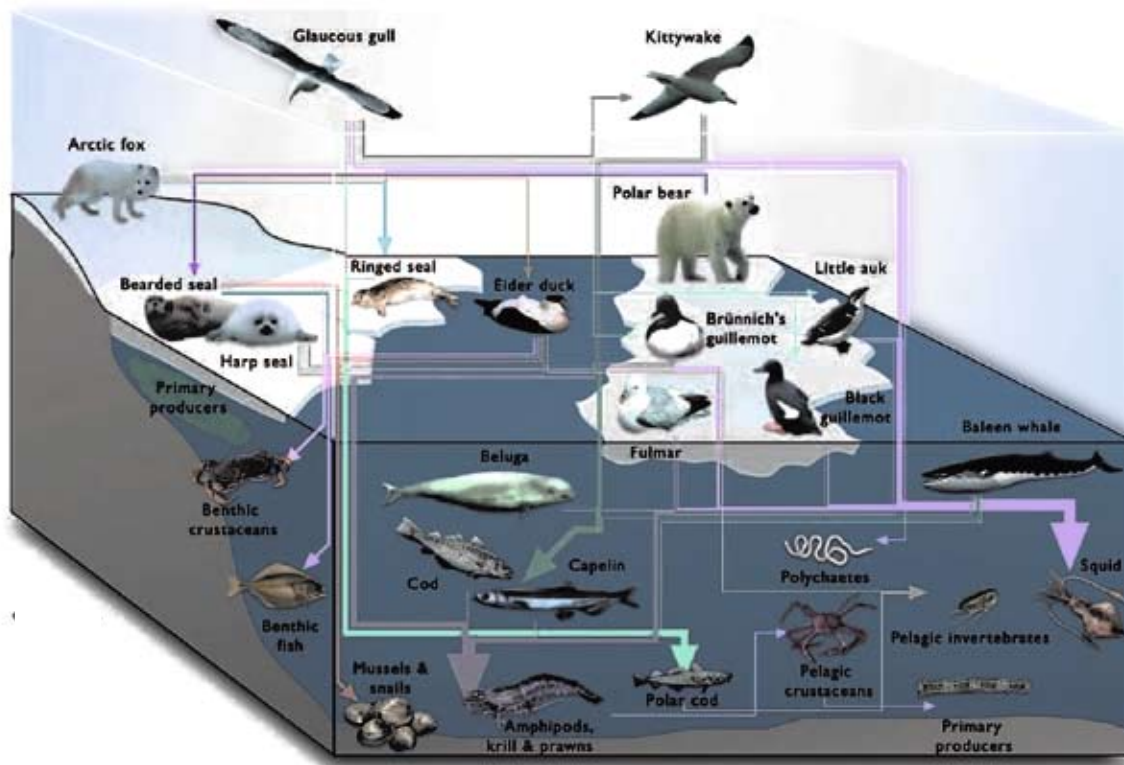 Glaucous gull
Kittywake
Arctic fox
Polar bear
Ringed seal
Eider duck
Little auk
Bearded seal
Brünnich's
guillemot
Harp seal
Primary
producers
Black
guillemot
Fulmar
Baleen whale
Beluga
Benthic
crustaceans
Cod
Capelin
Polychaetes
Squid
Benthic
fish
Pelagic invertebrates
Mussels &
snails
Polar cod
Pelagic
crustaceans
Amphipods,
krill & prawns
Primary
producers